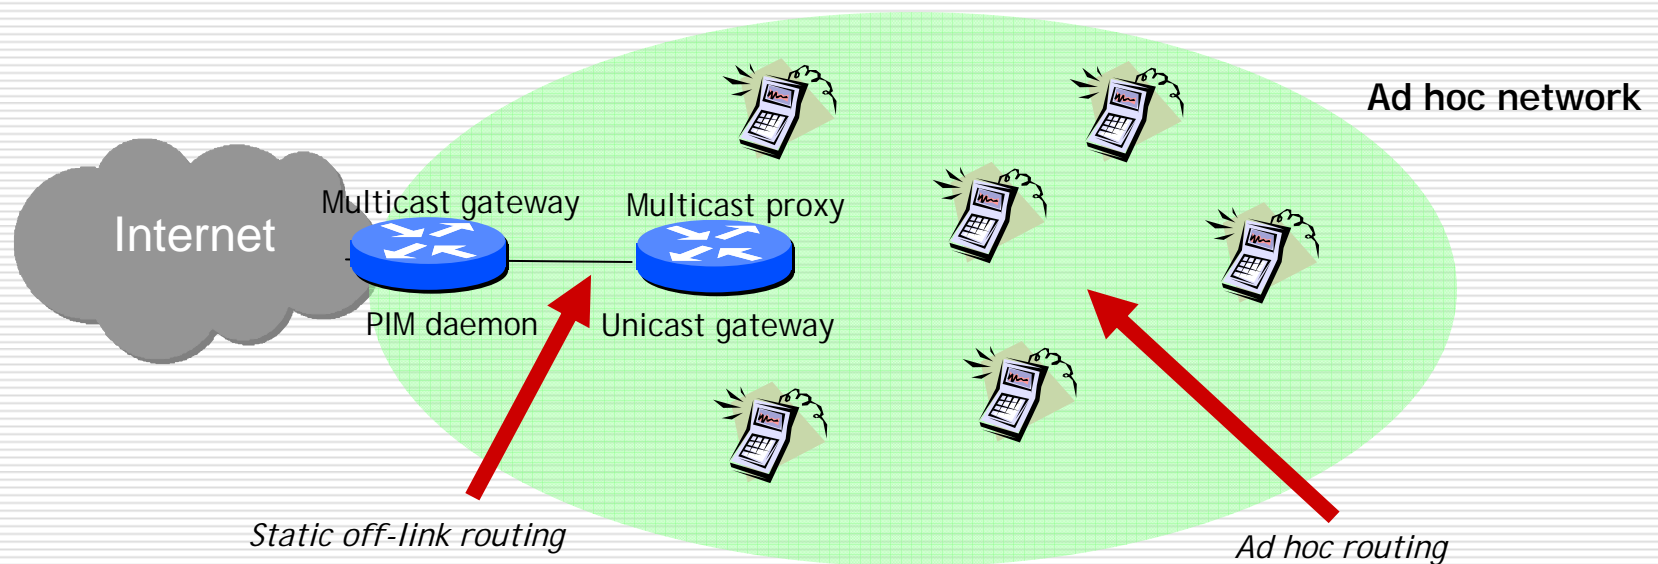 Ad hoc network
Multicast gateway
Multicast proxy
Internet
PIM daemon
Unicast gateway
Static off-link routing
Ad hoc routing